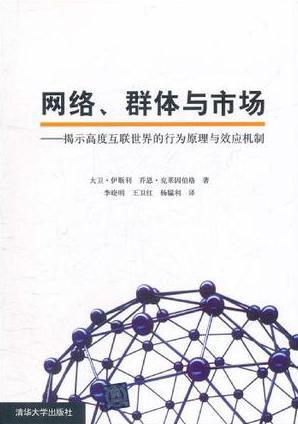 网络、群体与市场
——揭示高度互联世界的行为原理与效应机制
大卫·伊斯利 乔恩·克莱因伯格 著
李晓明 王卫红 杨韫利 译
清华大学出版社